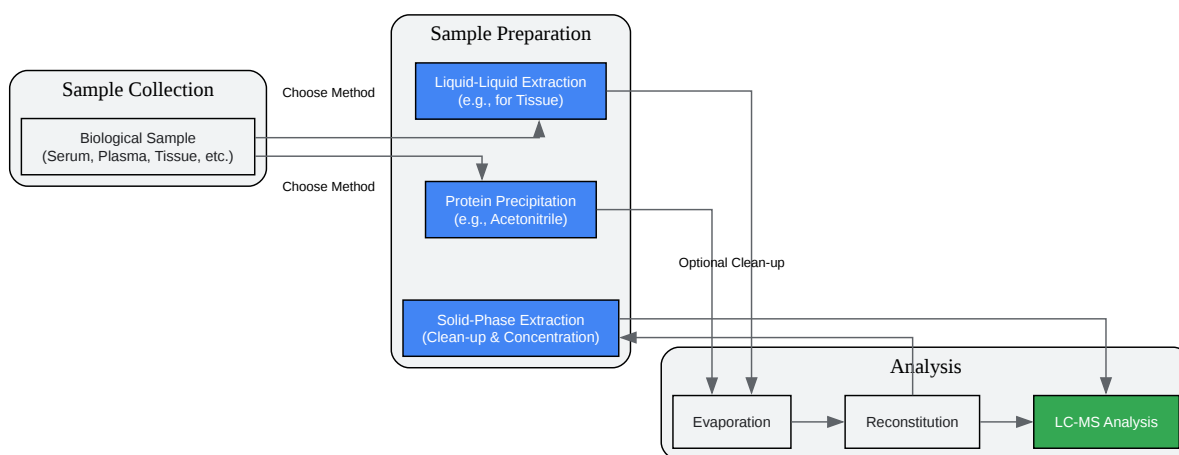 Sample Collection
Biological Sample
(Serum, Plasma, Tissue, etc.)
Choose Method
Choose Method
Sample Preparation
Liquid-Liquid Extraction
(e.g., for Tissue)
Protein Precipitation
(e.g., Acetonitrile)
Solid-Phase Extraction
(Clean-up & Concentration)
Optional Clean-up
Analysis
Evaporation
Reconstitution
LC-MS Analysis